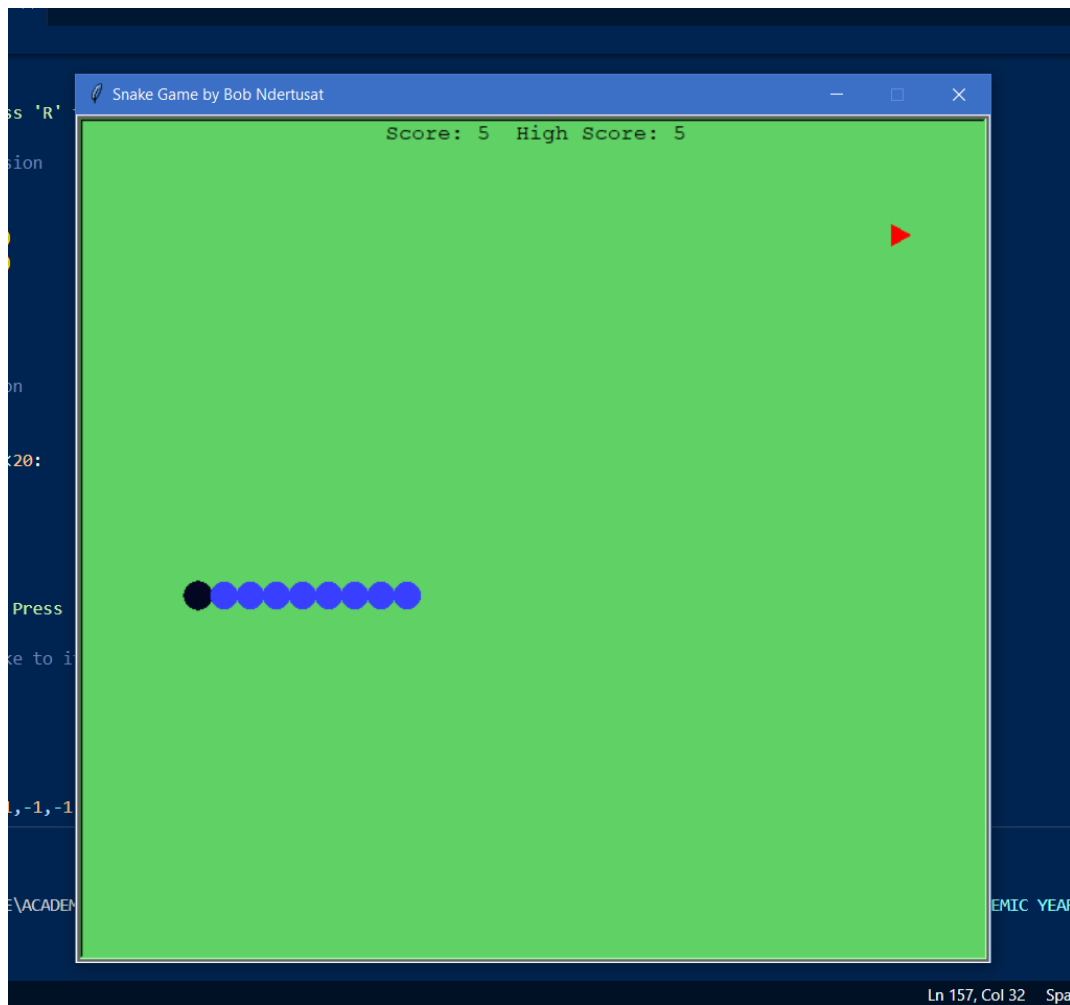 Snake Game by Bob Ndertusat
Score: 5  High Score: 5
ss 'R'
sion
)
)
on
<20:
Press
ke to i
1,-1,-1
E\ACADEM
EMIC YEAR
Ln 157, Col 32
Spa